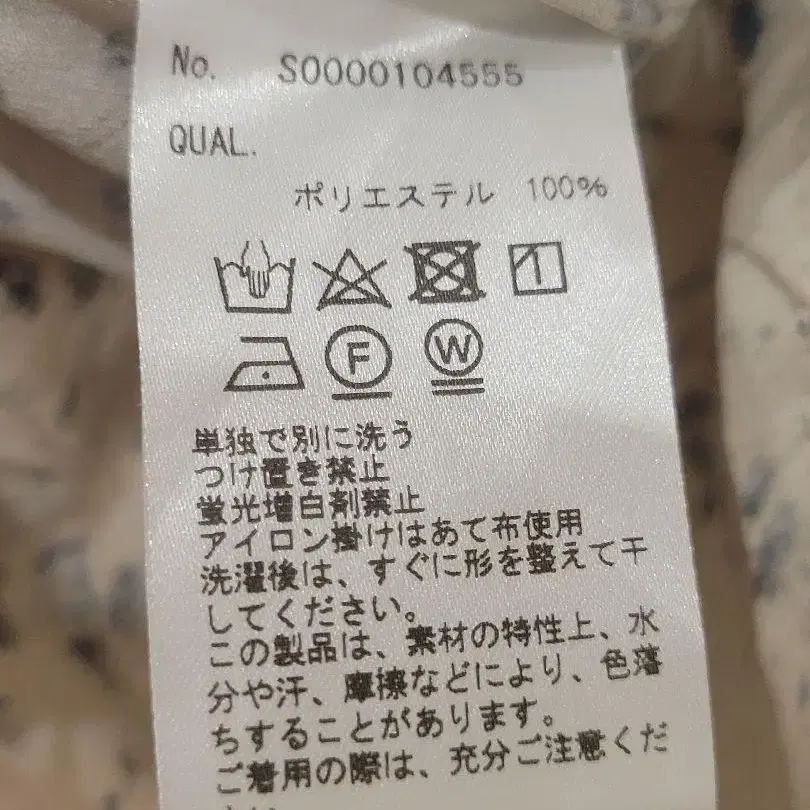 No. S0000104555
QUAL.
ポリエステル 100%
F W
単独で別に洗う
つけ置き禁止
蛍光増白剤禁止
アイロン掛けはあて布使用
洗濯後は、すぐに形を整えて干
してください。
この製品は、素材の特性上、水
分や汗、摩擦などにより、色落
ちすることがあります。
ご着用の際は、充分ご注意くだ